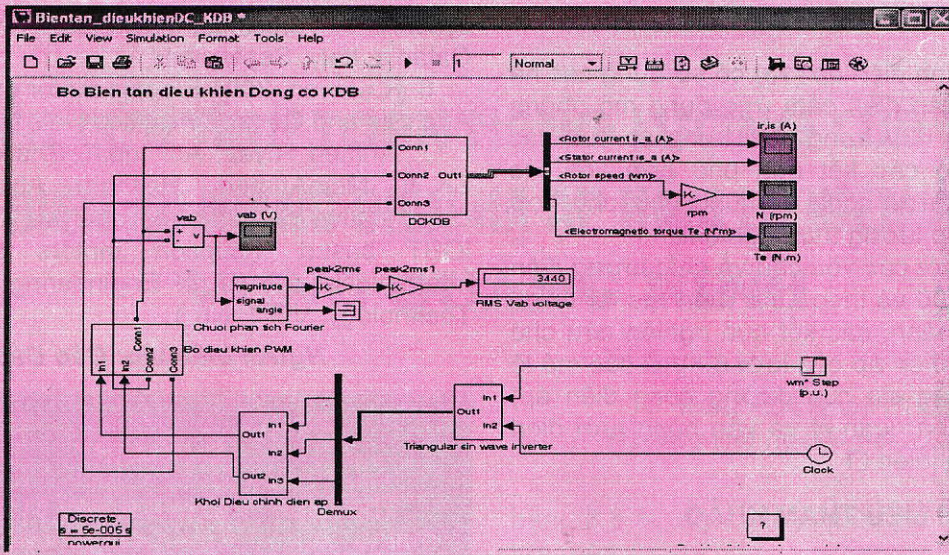 Bientan_dieukhienDC_KDB *
File Edit View Simulation Format Tools Help
1
Normal
Bo Bien tan dieu khien Dong co KDB
Conn1
Conn2
Conn3
Out1
DCKDB
<Rotor current ir_a (A)>
<Stator current is_a (A)>
<Rotor speed (wm)>
<Electromagnetic torque Te (N*m)>
ir,is (A)
K-
rpm
N (rpm)
Te (N.m)
vab
+
-
v
vab (V)
magnitude
signal
angle
Chuoi phan tich Fourier
peak2rms
K-
peak2rms1
K-
3440
RMS Vab voltage
Bo dieu khien PWM
In1
In2
Conn1
Conn2
Conn3
wm* Step
(p.u.)
In1
In2
Out1
Triangular sin wave inverter
Clock
Out1
Out2
In1
In2
In3
Khoi Dieu chinh dien ap
Demux
Discrete,
s = 5e-005 s
powergui
?